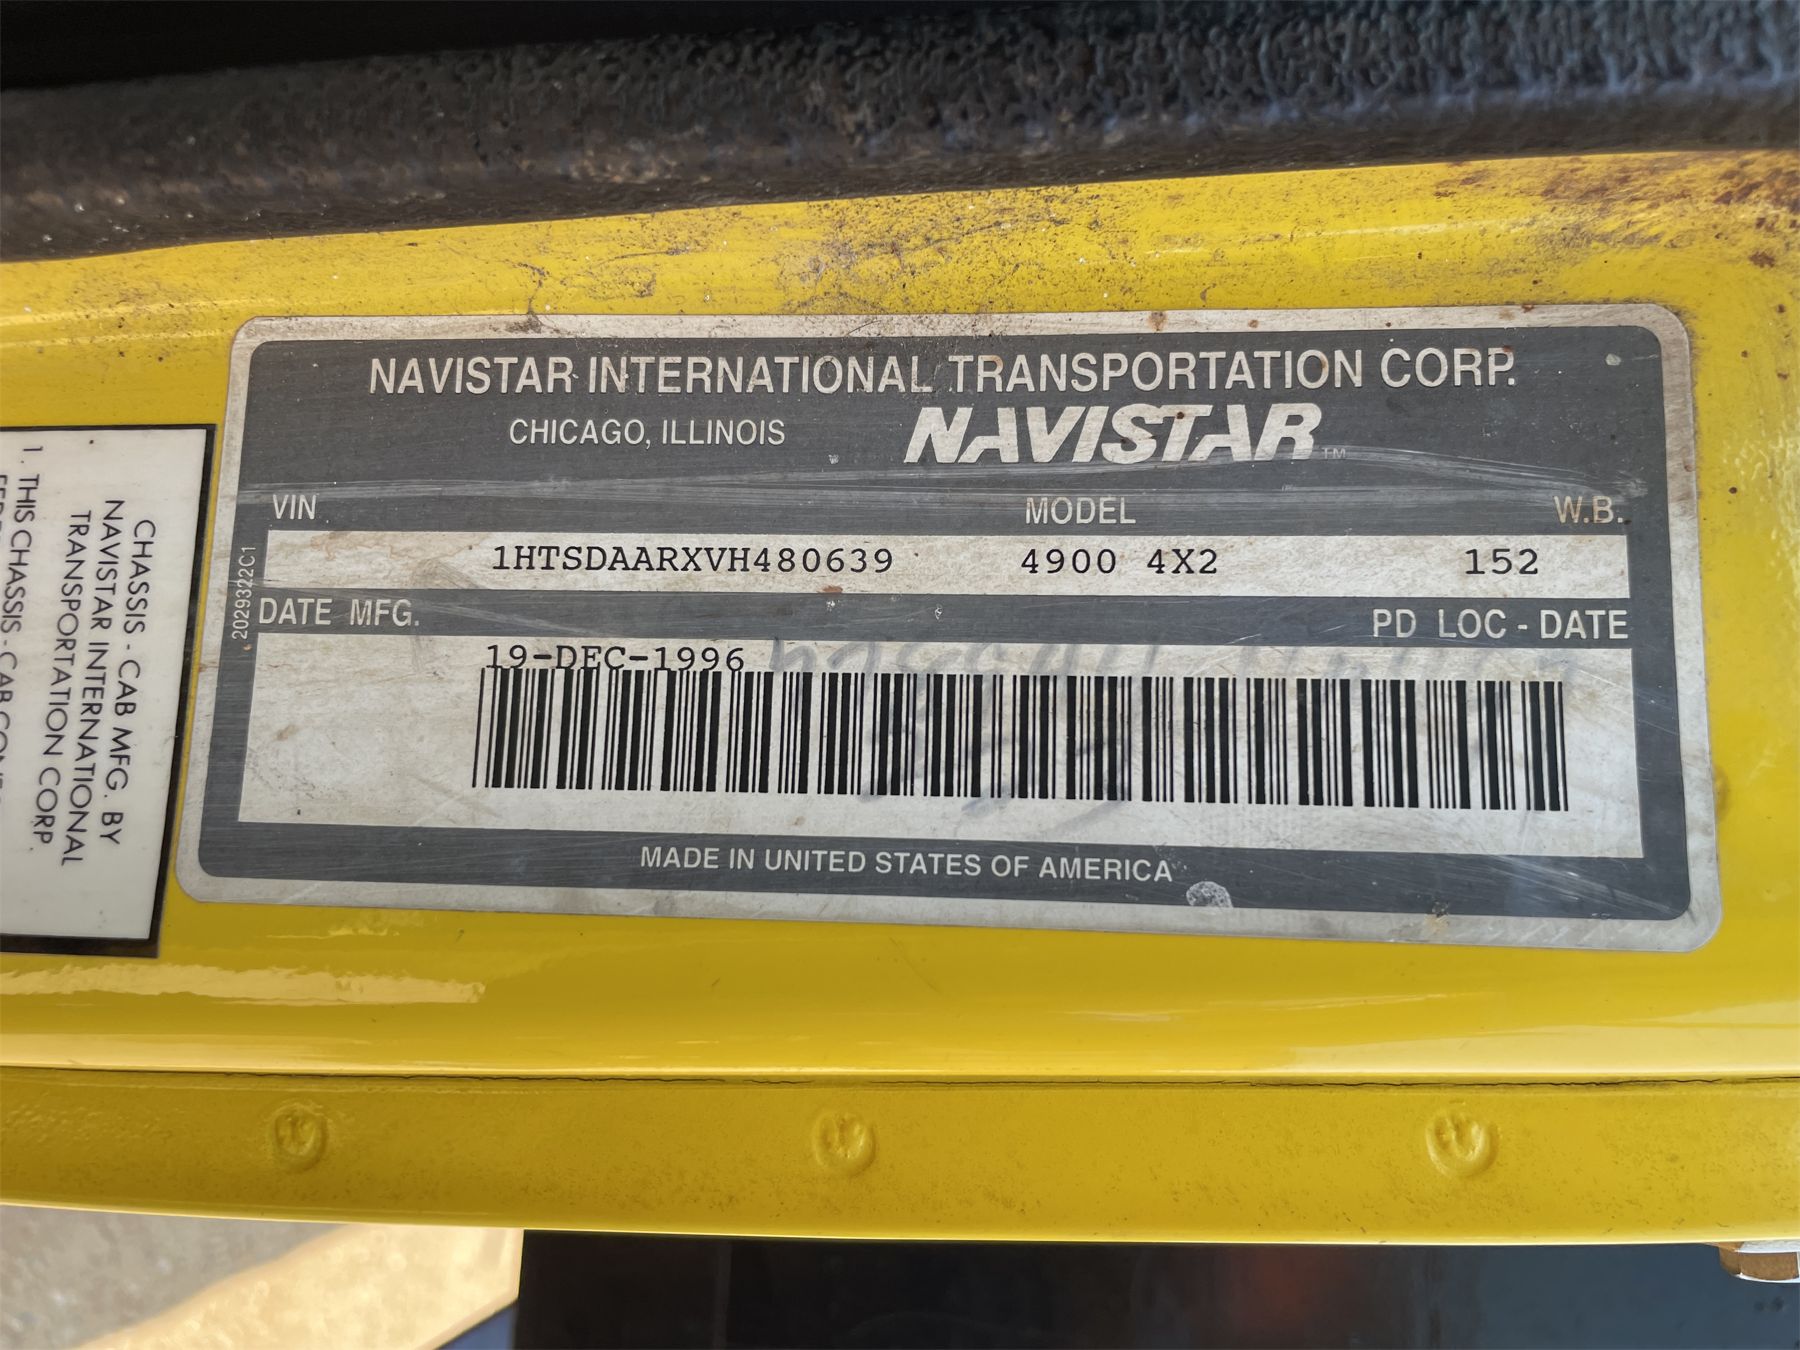 NAVISTAR INTERNATIONAL TRANSPORTATION CORP.
CHICAGO, ILLINOIS NAVISTAR TM
VIN MODEL W.B.
1HTSDAARXVH480639 4900 4X2 152
DATE MFG. PD LOC - DATE
19-DEC-1996
MADE IN UNITED STATES OF AMERICA
2029322C1
CHASSIS - CAB MFG. BY
NAVISTAR INTERNATIONAL
TRANSPORTATION CORP.
1. THIS CHASSIS - CAB